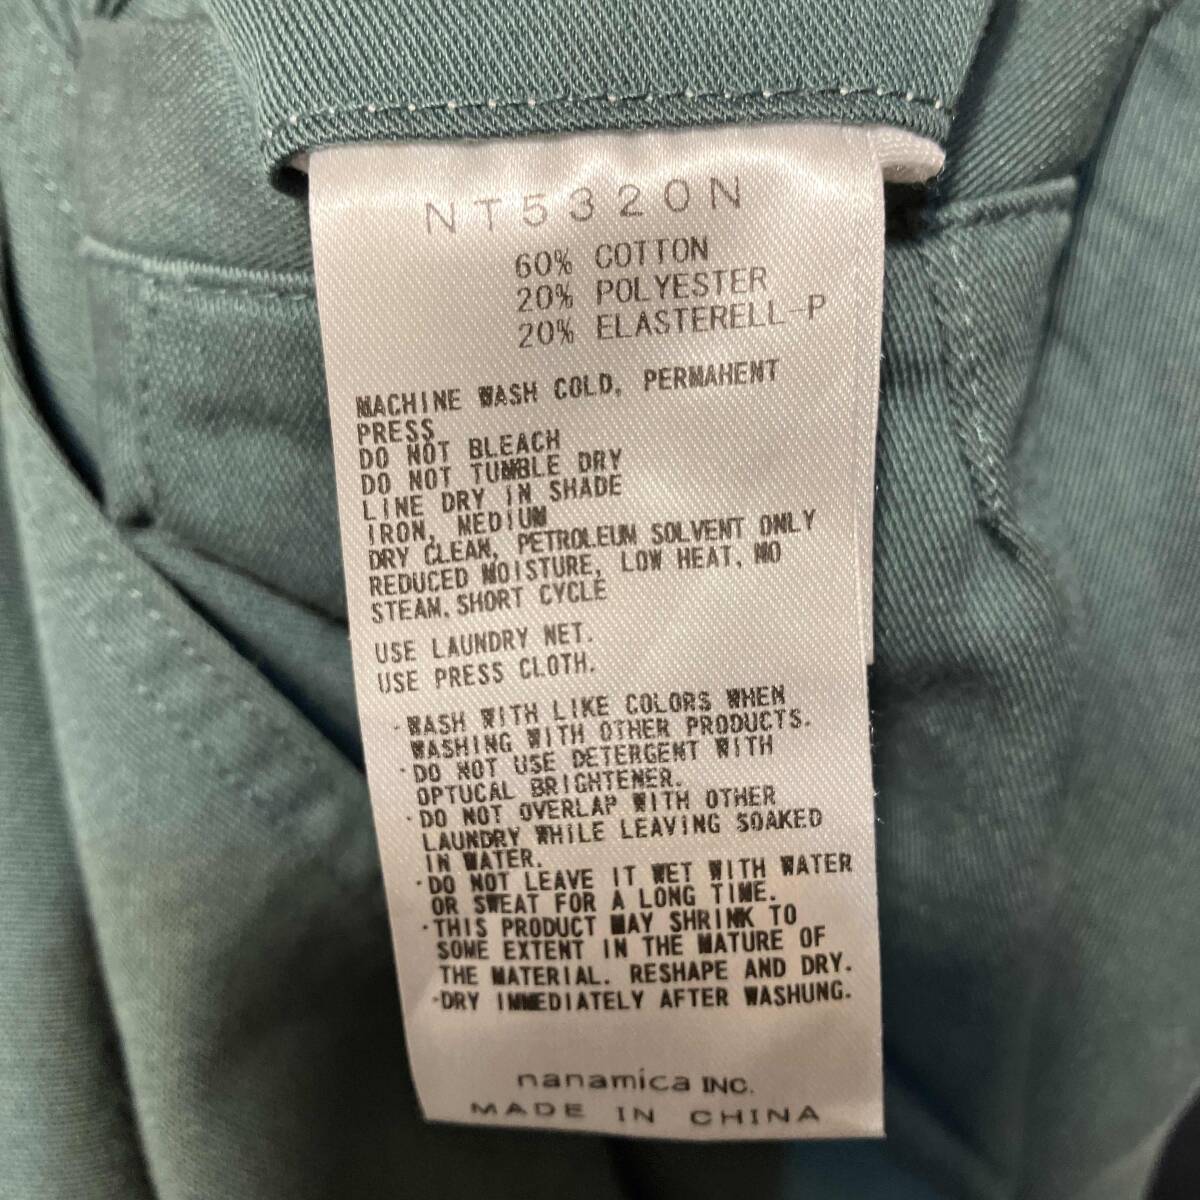 NT5320N
60% COTTON
20% POLYESTER
20% ELASTERELL-P
MACHINE WASH COLD, PERMAHENT
PRESS
DO NOT BLEACH
DO NOT TUMBLE DRY
LINE DRY IN SHADE
IRON, MEDIUM
DRY CLEAN, PETROLEUM SOLVENT ONLY
REDUCED MOISTURE, LOW HEAT, NO
STEAM, SHORT CYCLE
USE LAUNDRY NET.
USE PRESS CLOTH.
·WASH WITH LIKE COLORS WHEN
WASHING WITH OTHER PRODUCTS.
·DO NOT USE DETERGENT WITH
OPTUCAL BRIGHTENER.
·DO NOT OVERLAP WITH OTHER
LAUNDRY WHILE LEAVING SOAKED
IN WATER.
·DO NOT LEAVE IT WET WITH WATER
OR SWEAT FOR A LONG TIME.
·THIS PRODUCT MAY SHRINK TO
SOME EXTENT IN THE MATURE OF
THE MATERIAL. RESHAPE AND DRY.
·DRY IMMEDIATELY AFTER WASHUNG.
nanamica INC.
MADE IN CHINA